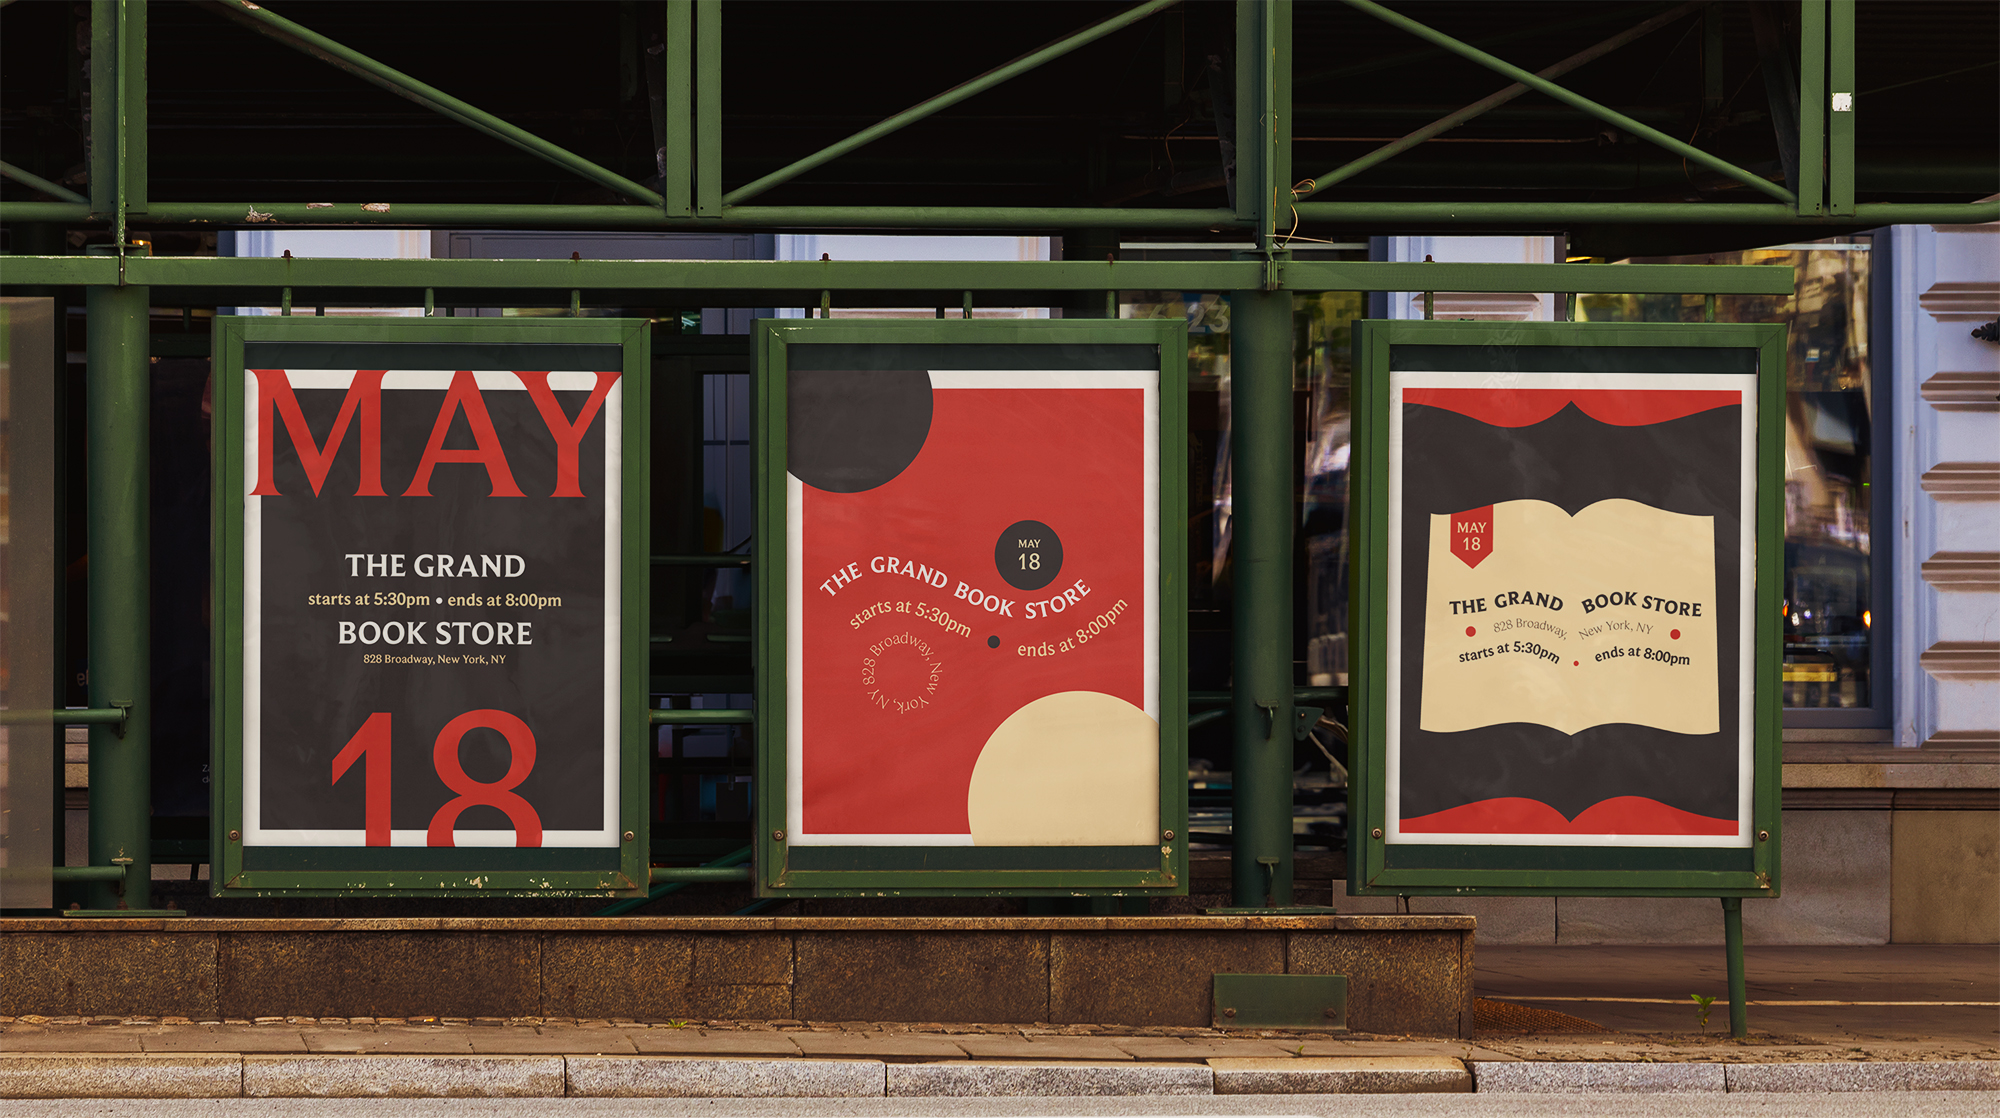 MAY
THE GRAND
starts at 5:30pm • ends at 8:00pm
BOOK STORE
828 Broadway, New York, NY
18
MAY
18
THE GRAND BOOK STORE
starts at 5:30pm • ends at 8:00pm
828 Broadway, New York, NY
MAY
18
THE GRAND BOOK STORE
828 Broadway, New York, NY
starts at 5:30pm • ends at 8:00pm
23